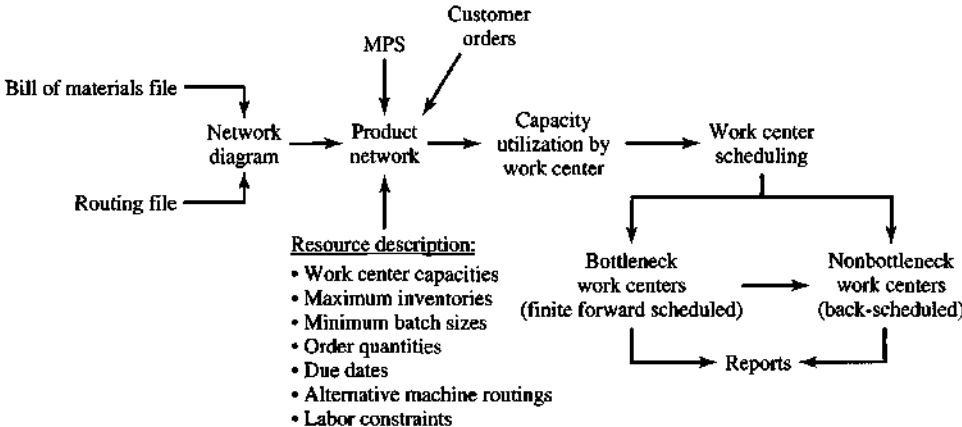 Customer
orders
MPS
Bill of materials file
Network
diagram
Product
network
Capacity
utilization by
work center
Work center
scheduling
Routing file
Resource description:
• Work center capacities
• Maximum inventories
• Minimum batch sizes
• Order quantities
• Due dates
• Alternative machine routings
• Labor constraints
Bottleneck
work centers
(finite forward scheduled)
Nonbottleneck
work centers
(back-scheduled)
Reports